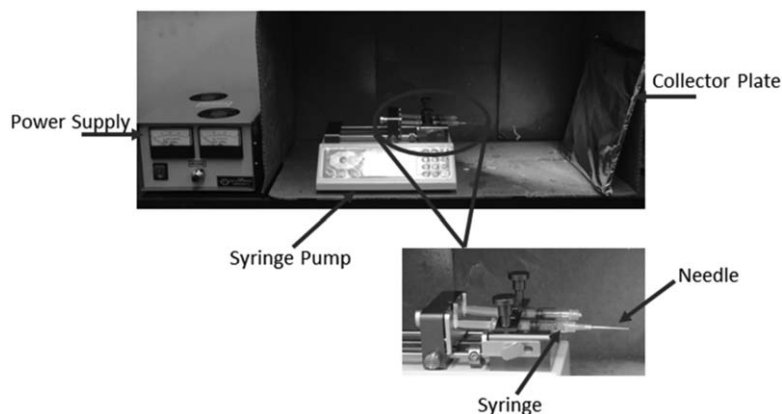 Collector Plate
Power Supply
Syringe Pump
Needle
Syringe